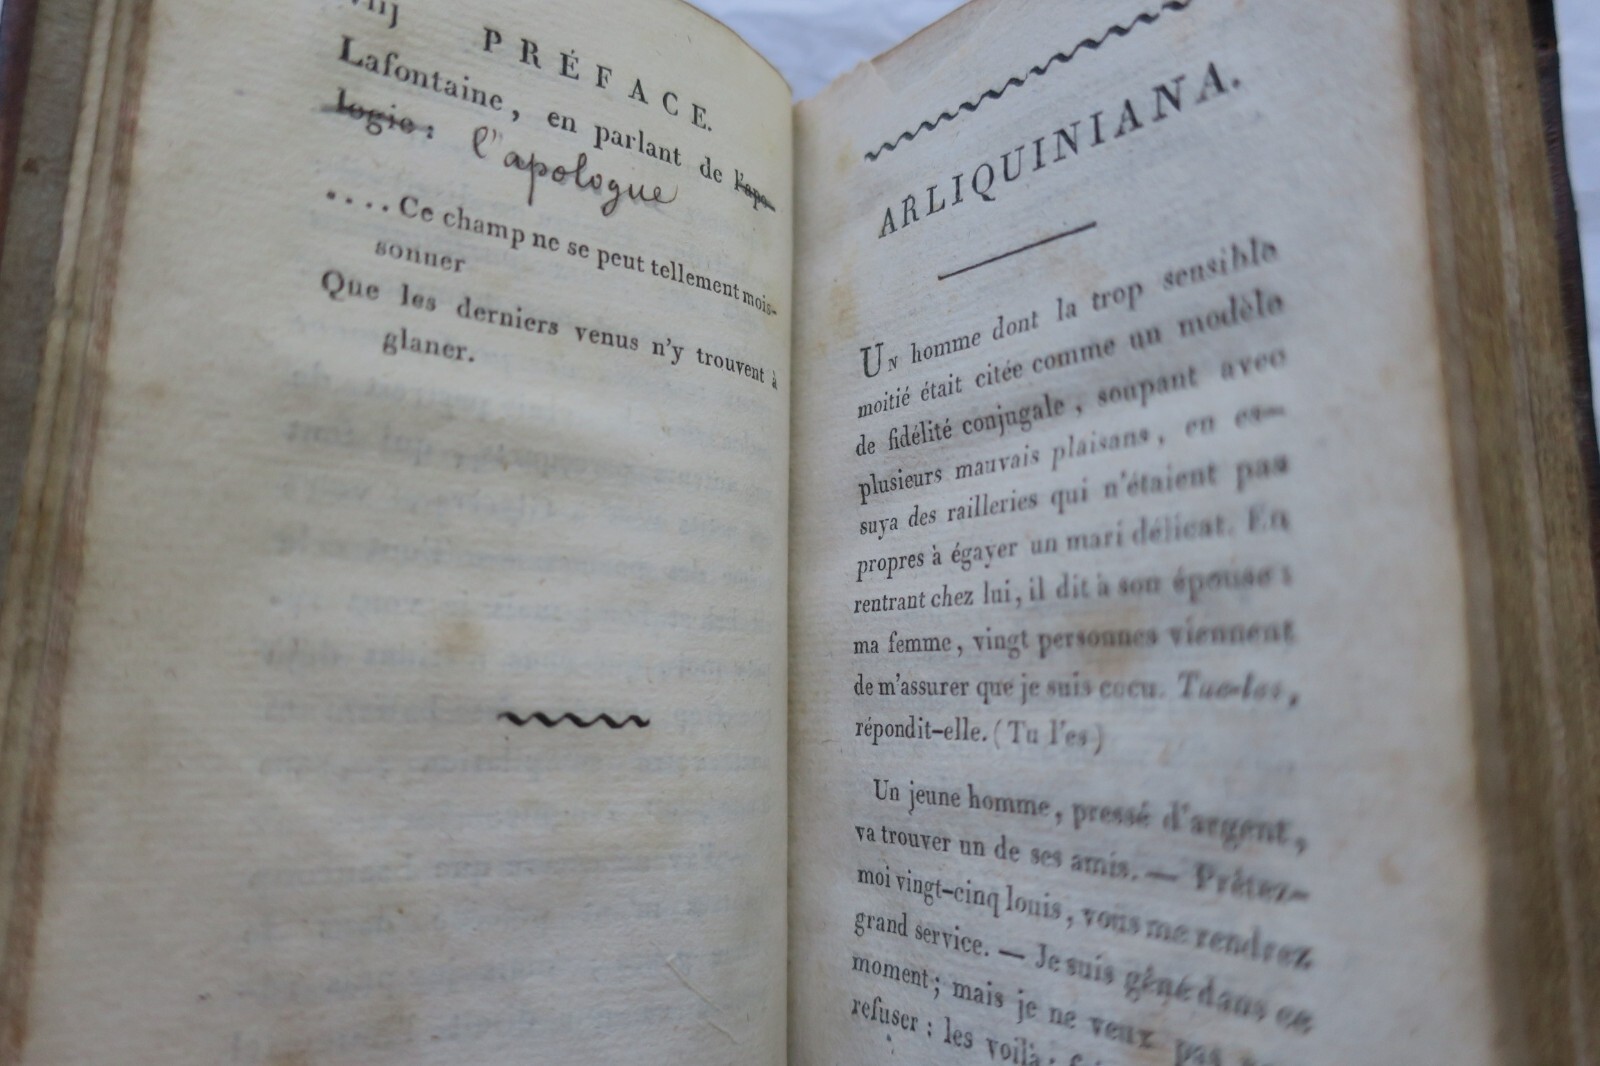 viij PRÉFACE.
Lafontaine, en parlant de l'apo-
logie :
l'apologue
....Ce champ ne se peut tellement mois-
sonner
Que les derniers venus n'y trouvent à
glaner.
ARLIQUINIANA.
UN homme dont la trop sensible
moitié était citée comme un modèle
de fidélité conjugale, soupant avec
plusieurs mauvais plaisans, en es-
suya des railleries qui n'étaient pas
propres à égayer un mari délicat. En
rentrant chez lui, il dit à son épouse :
ma femme, vingt personnes viennent
de m'assurer que je suis cocu. Tue-les,
répondit-elle. (Tu l'es)
Un jeune homme, pressé d'argent,
va trouver un de ses amis. — Prêtez-
moi vingt-cinq louis, vous me rendrez
grand service. — Je suis gêné dans ce
moment; mais je ne veux pas
refuser : les voilà;